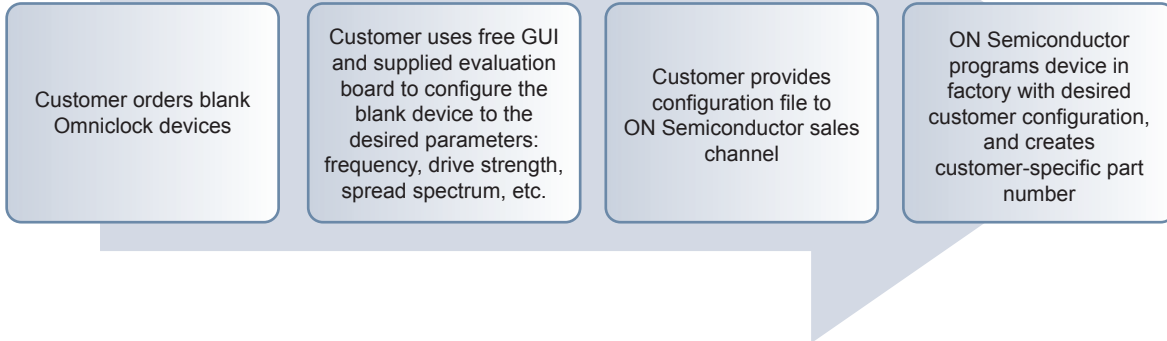 Customer orders blank
Omniclock devices
Customer uses free GUI
and supplied evaluation
board to configure the
blank device to the
desired parameters:
frequency, drive strength,
spread spectrum, etc.
Customer provides
configuration file to
ON Semiconductor sales
channel
ON Semiconductor
programs device in
factory with desired
customer configuration,
and creates
customer-specific part
number